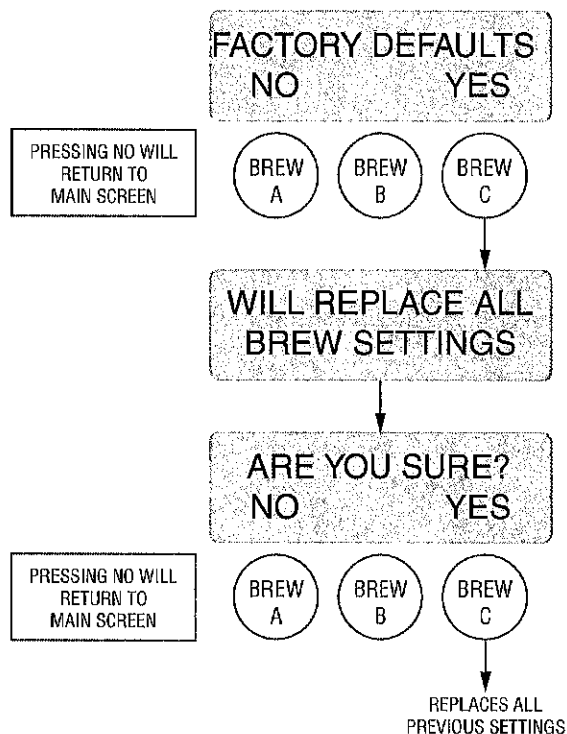 FACTORY DEFAULTS
NO YES
PRESSING NO WILL
RETURN TO
MAIN SCREEN
BREW
A
BREW
B
BREW
C
WILL REPLACE ALL
BREW SETTINGS
ARE YOU SURE?
NO YES
PRESSING NO WILL
RETURN TO
MAIN SCREEN
BREW
A
BREW
B
BREW
C
REPLACES ALL
PREVIOUS SETTINGS